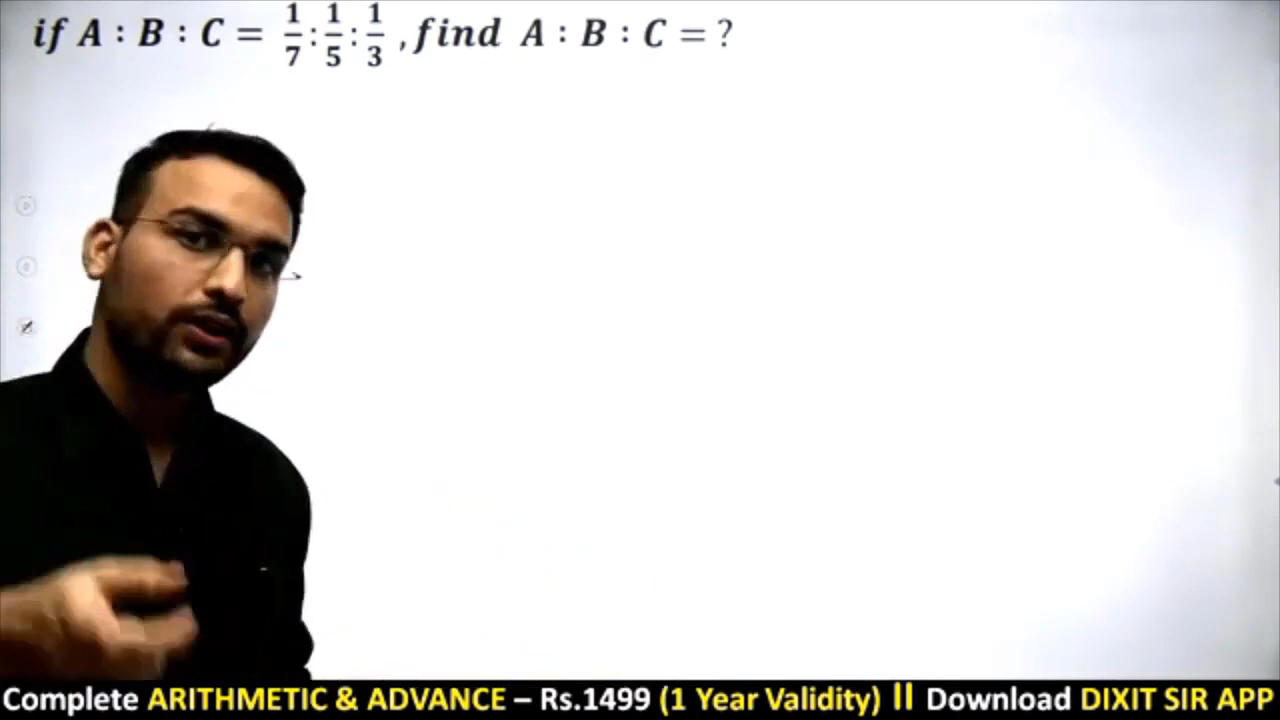 if A : B : C = 1/7 : 1/5 : 1/3 , find A : B : C = ?
Complete ARITHMETIC & ADVANCE – Rs.1499 (1 Year Validity) II Download DIXIT SIR APP